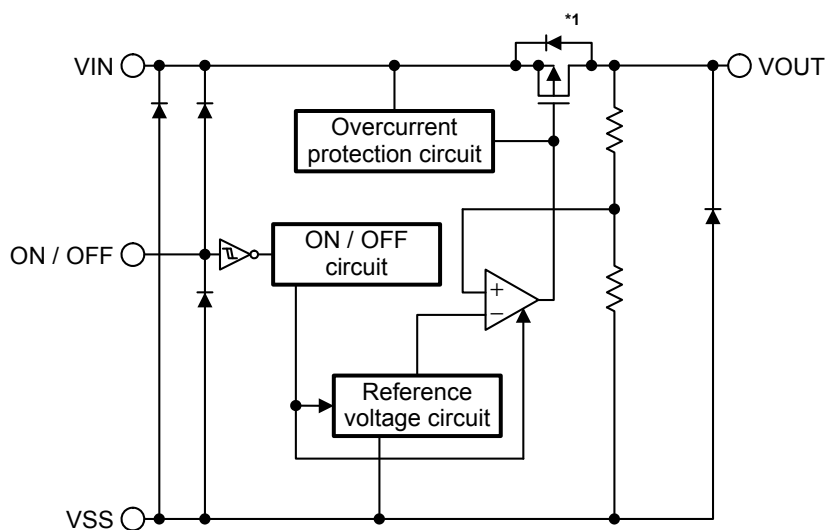 *1
VIN
VOUT
Overcurrent
protection circuit
ON / OFF
ON / OFF
circuit
+
−
Reference
voltage circuit
VSS